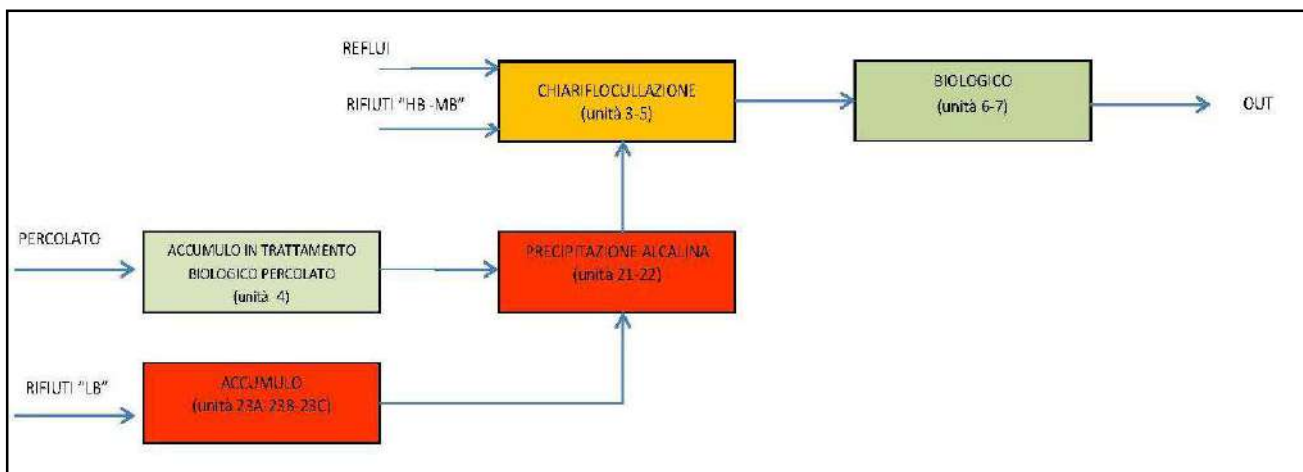 REFLUI
RIFIUTI "HB -MB"
CHIARIFLOCULLAZIONE
(unità 3-5)
BIOLOGICO
(unità 6-7)
OUT
PERCOLATO
ACCUMULO IN TRATTAMENTO
BIOLOGICO PERCOLATO
(unità 4)
PRECIPITAZIONE ALCALINA
(unità 21-22)
RIFIUTI "LB"
ACCUMULO
(unità 23A-23B-23C)